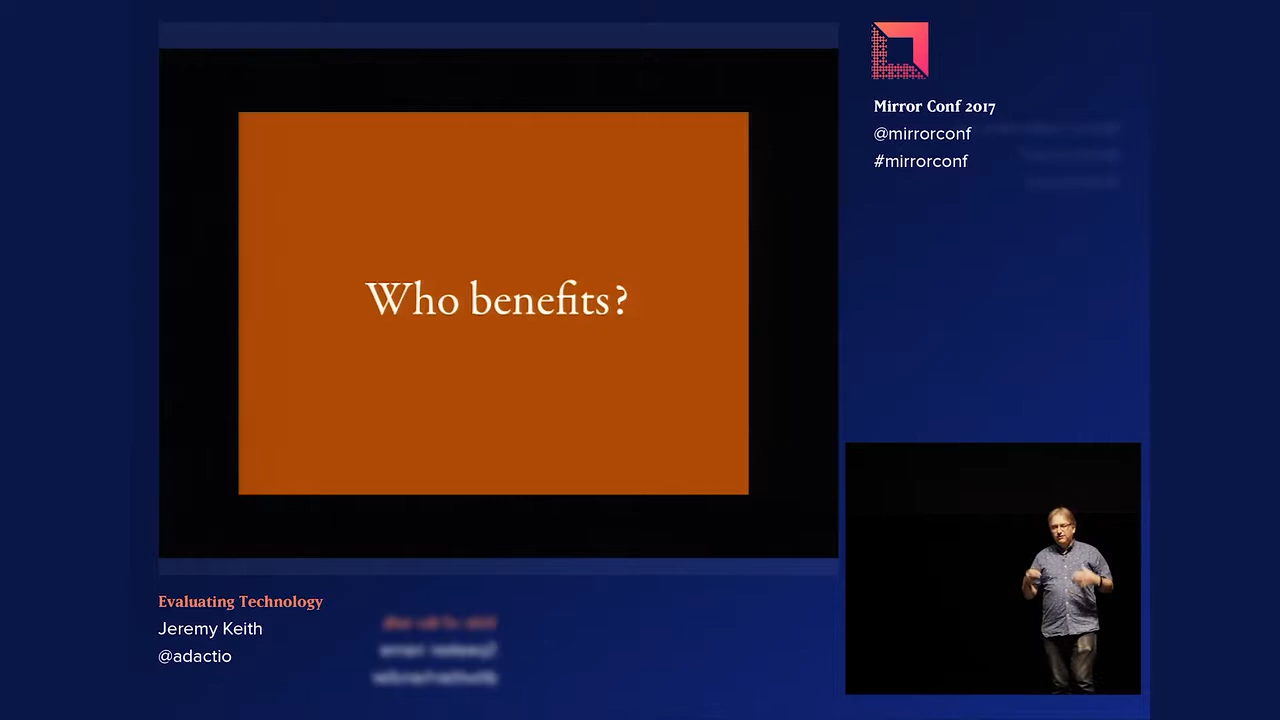 Who benefits?
Mirror Conf 2017
@mirrorconf
#mirrorconf
Evaluating Technology
Jeremy Keith
@adactio